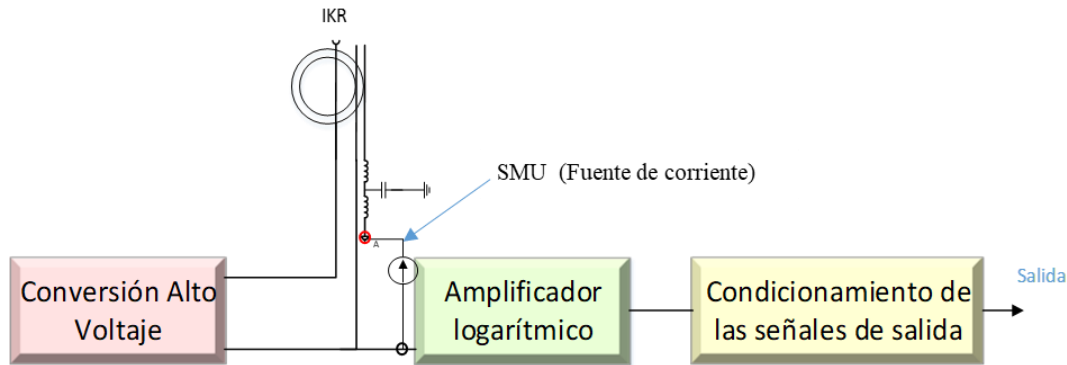 IKR
SMU (Fuente de corriente)
A
Conversión Alto
Voltaje
Amplificador
logarítmico
Condicionamiento de
las señales de salida
Salida